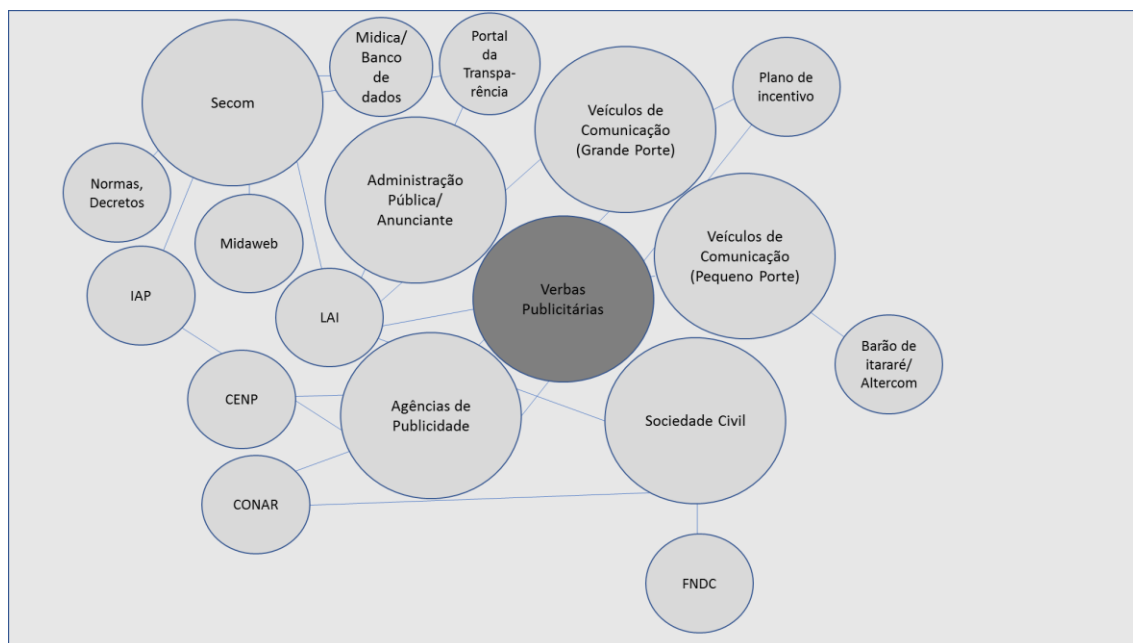 Secom
Midica/
Banco
de
dados
Portal
da
Transpa-
rência
Veículos de
Comunicação
(Grande Porte)
Plano de
incentivo
Normas,
Decretos
Administração
Pública/
Anunciante
Midaweb
Veículos de
Comunicação
(Pequeno Porte)
IAP
LAI
Verbas
Publicitárias
Barão de
itararé/
Altercom
CENP
Agências de
Publicidade
Sociedade Civil
CONAR
FNDC